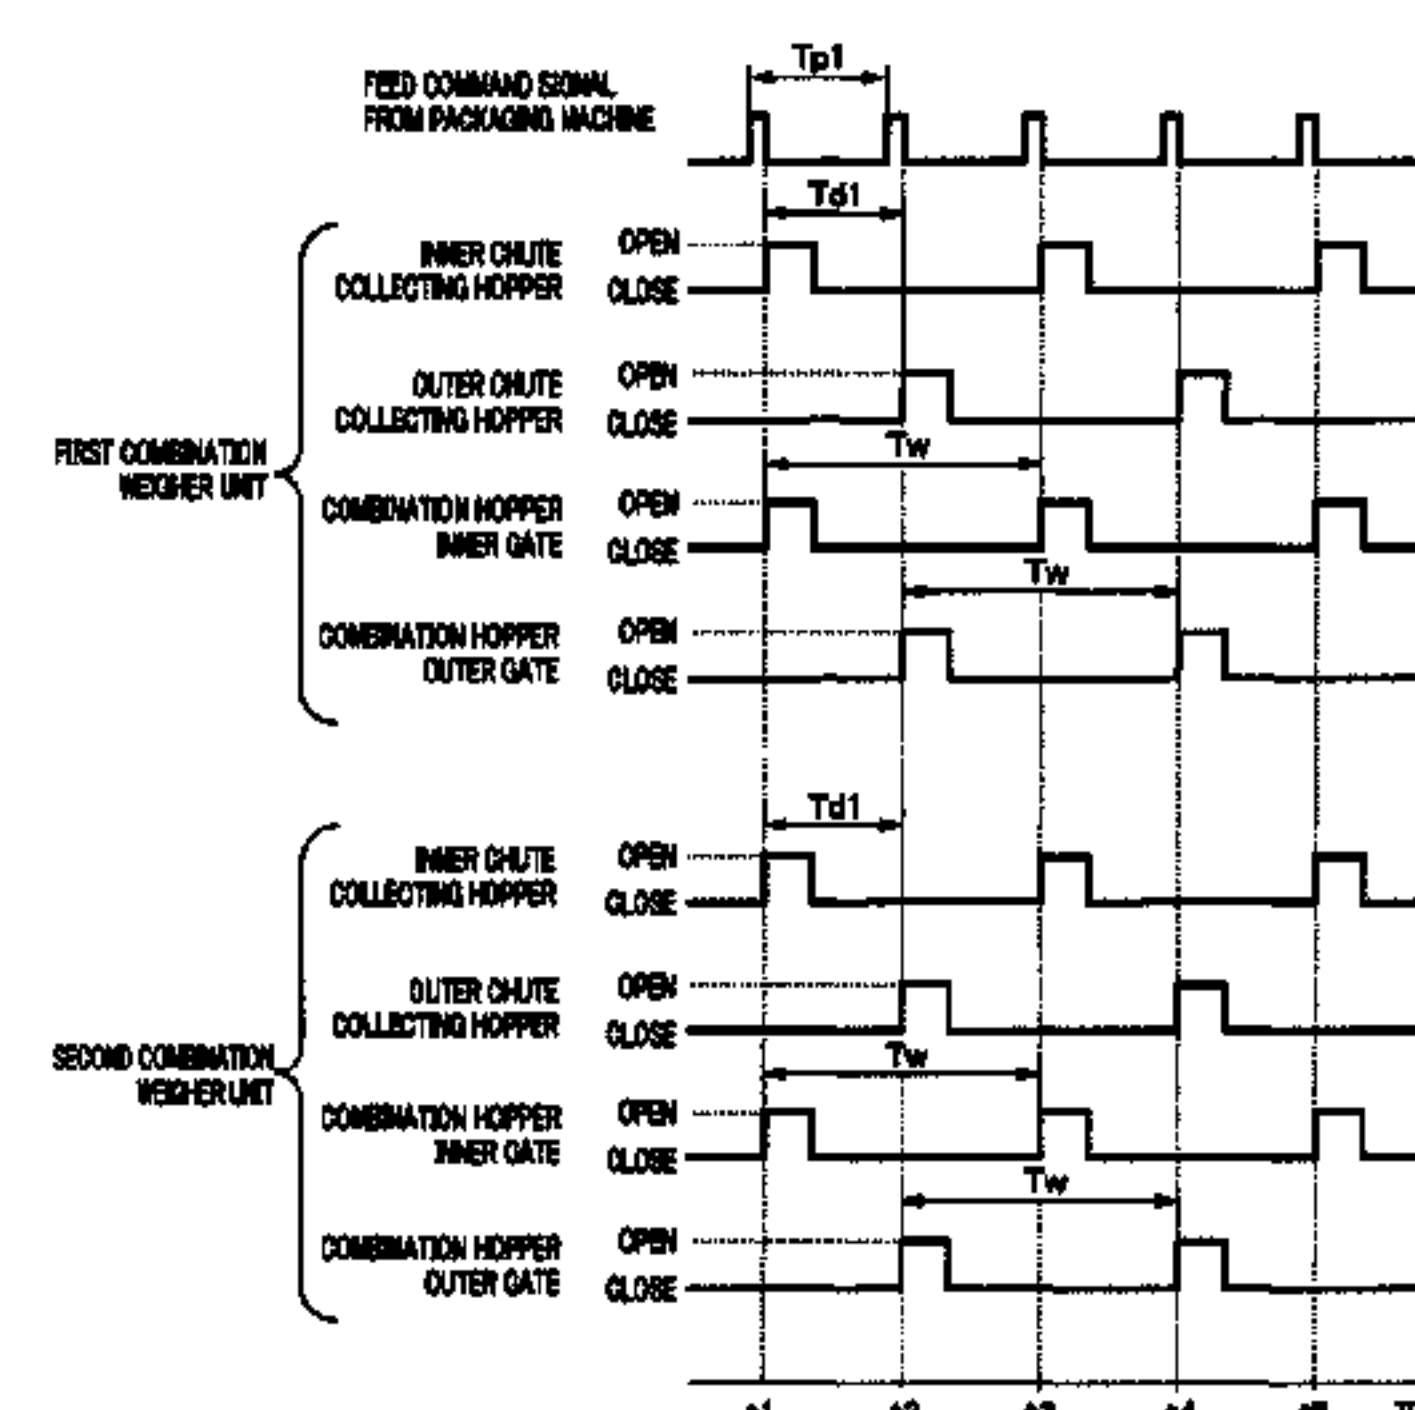 Tp1
FEED COMMAND SIGNAL
FROM PACKAGING MACHINE
Td1
INNER CHUTE
COLLECTING HOPPER
OPEN
CLOSE
OUTER CHUTE
COLLECTING HOPPER
OPEN
CLOSE
Tw
FIRST COMBINATION
WEIGHER UNIT
COMBINATION HOPPER
INNER GATE
OPEN
CLOSE
Tw
COMBINATION HOPPER
OUTER GATE
OPEN
CLOSE
Td1
INNER CHUTE
COLLECTING HOPPER
OPEN
CLOSE
OUTER CHUTE
COLLECTING HOPPER
OPEN
CLOSE
Tw
SECOND COMBINATION
WEIGHER UNIT
COMBINATION HOPPER
INNER GATE
OPEN
CLOSE
Tw
COMBINATION HOPPER
OUTER GATE
OPEN
CLOSE